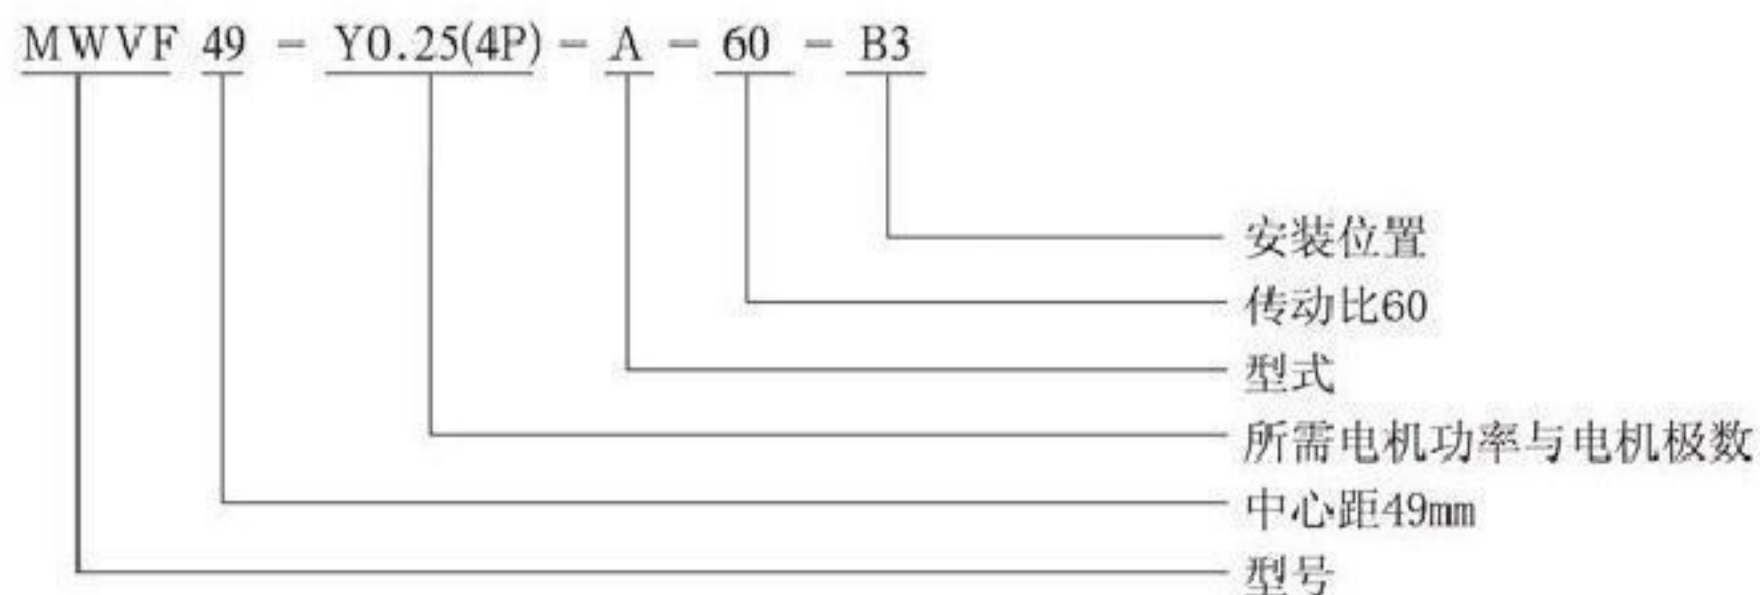 MWVF 49 - Y0.25(4P) - A - 60 - B3
安装位置
传动比60
型式
所需电机功率与电机极数
中心距49mm
型号